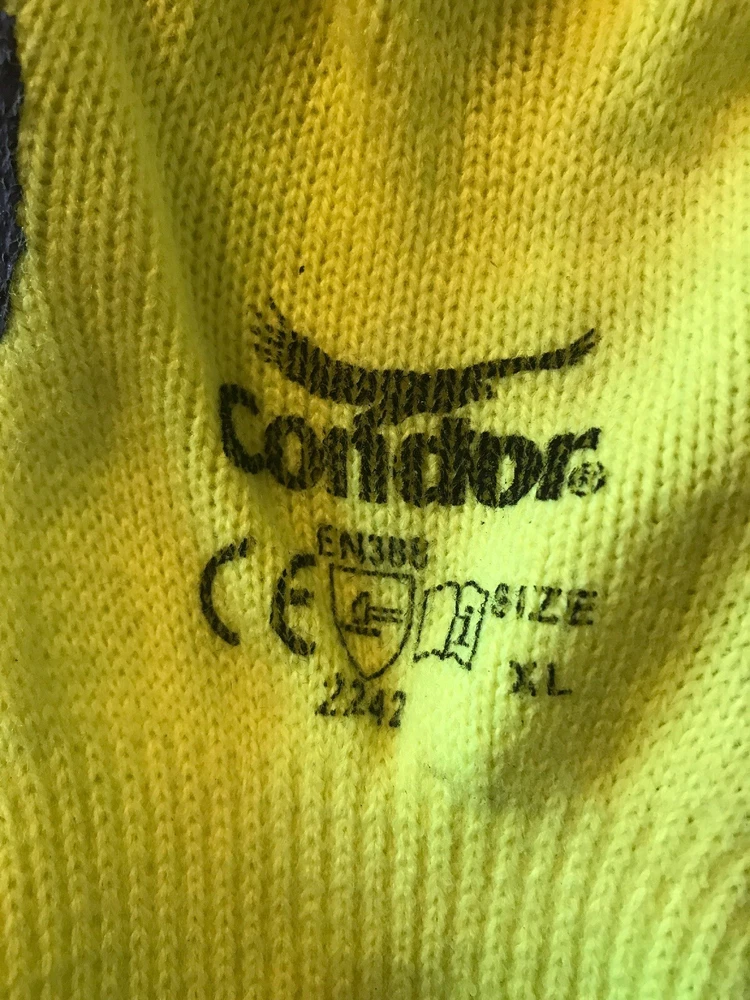 Condor®
EN388
CE i SIZE
2242 XL